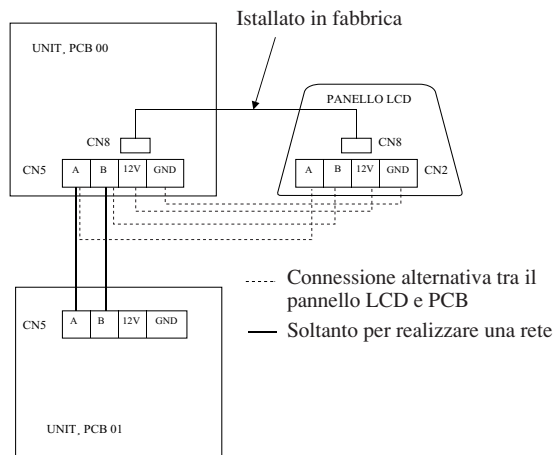 Istallato in fabbrica
UNIT, PCB 00
PANELLO LCD
CN8
CN8
CN5
A B 12V GND
A B 12V GND
CN2
Connessione alternativa tra il
pannello LCD e PCB
Soltanto per realizzare una rete
CN5
A B 12V GND
UNIT, PCB 01